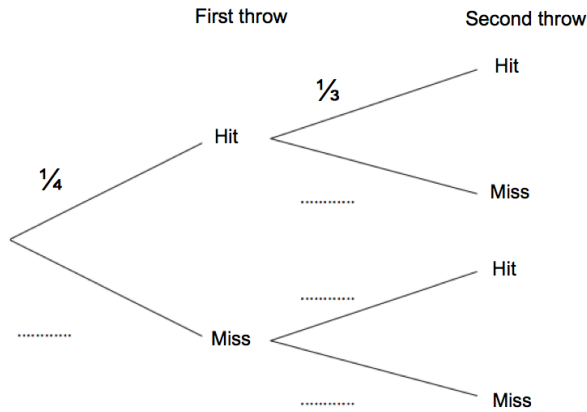 First throw
Second throw
Hit
⅓
Hit
¼
............
Miss
Hit
............
............
Miss
............
Miss